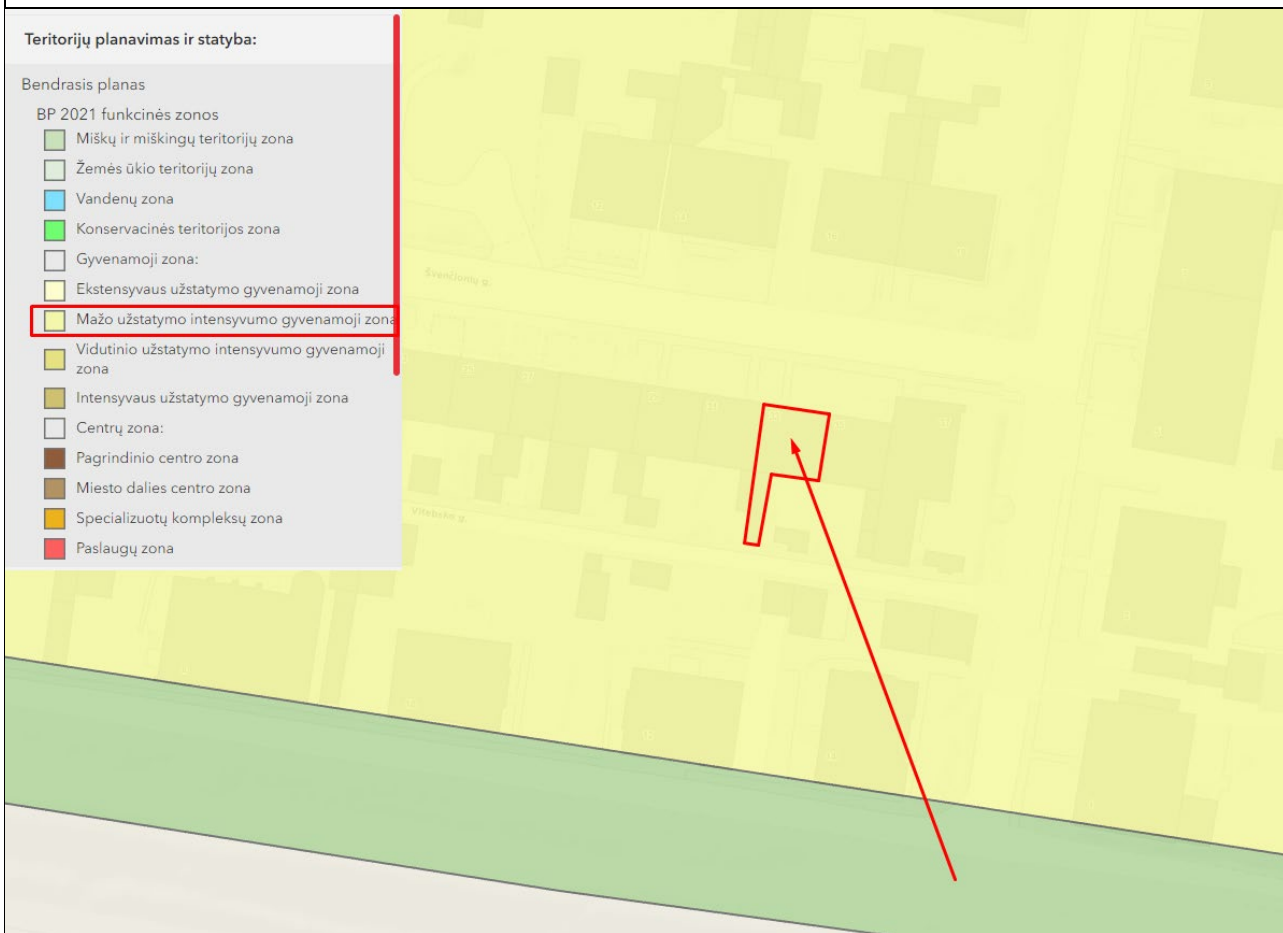 Teritorijų planavimas ir statyba:
Bendrasis planas
BP 2021 funkcinės zonos
Miškų ir miškingų teritorijų zona
Žemės ūkio teritorijų zona
Vandenų zona
Konservacinės teritorijos zona
Gyvenamoji zona:
Ekstensyvaus užstatymo gyvenamoji zona
Mažo užstatymo intensyvumo gyvenamoji zona
Vidutinio užstatymo intensyvumo gyvenamoji
zona
Intensyvaus užstatymo gyvenamoji zona
Centrų zona:
Pagrindinio centro zona
Miesto dalies centro zona
Specializuotų kompleksų zona
Paslaugų zona
Švenčionių g.
Vitebsko g.